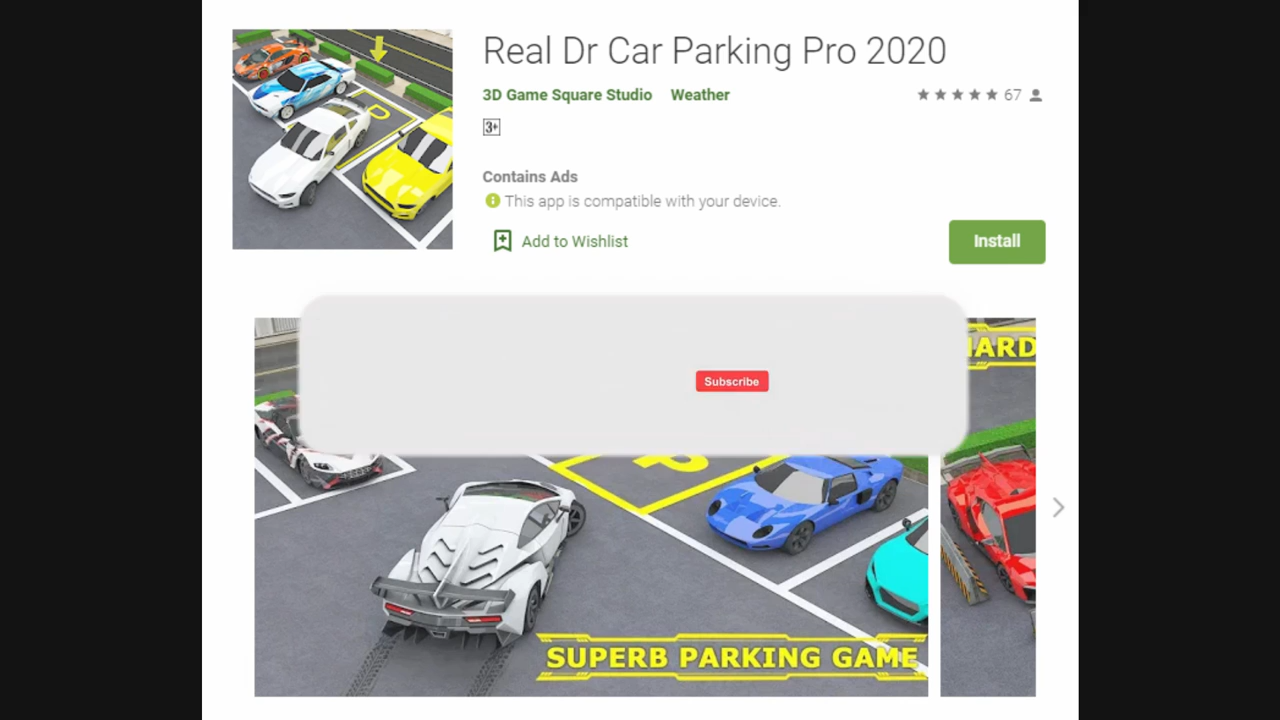 Real Dr Car Parking Pro 2020
3D Game Square Studio Weather
67
3+
Contains Ads
This app is compatible with your device.
Add to Wishlist
Install
Subscribe
P
P
SUPERB PARKING GAME